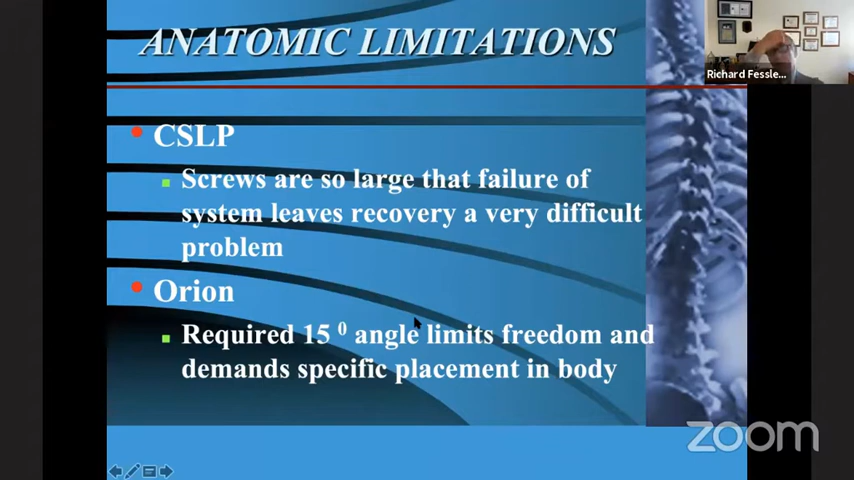 ANATOMIC LIMITATIONS
Richard Fessle...
CSLP
Screws are so large that failure of
system leaves recovery a very difficult
problem
Orion
Required 15 ⁰ angle limits freedom and
demands specific placement in body
zoom